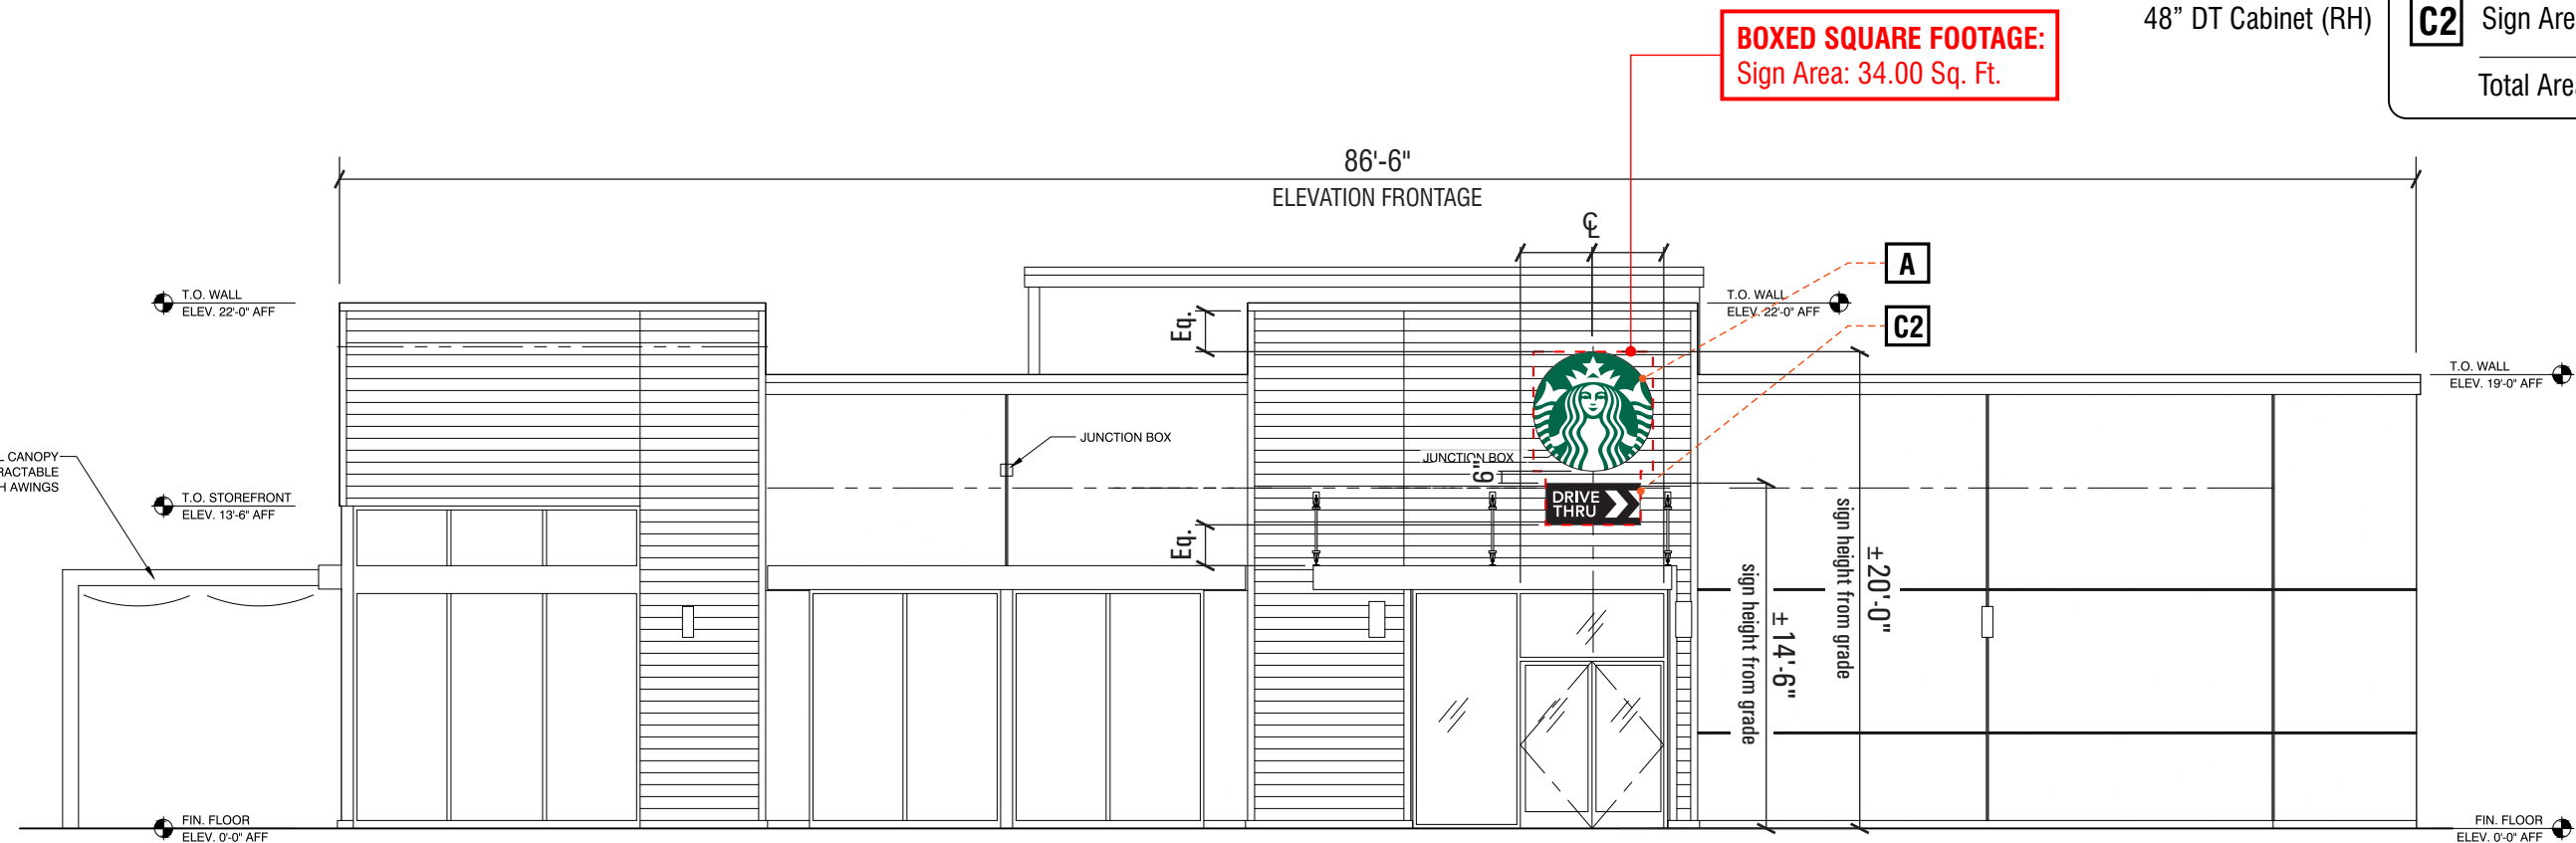 BOXED SQUARE FOOTAGE:
Sign Area: 34.00 Sq. Ft.
48” DT Cabinet (RH)
C2
Sign Are
Total Are
86'-6"
ELEVATION FRONTAGE
℄
A
C2
T.O. WALL
ELEV. 22'-0" AFF
Eq.
T.O. WALL
ELEV. 22'-0" AFF
T.O. WALL
ELEV. 19'-0" AFF
JUNCTION BOX
JUNCTION BOX
6"
L CANOPY
RACTABLE
H AWINGS
T.O. STOREFRONT
ELEV. 13'-6" AFF
DRIVE
THRU
Eq.
± 20'-0"
sign height from grade
± 14'-6"
sign height from grade
FIN. FLOOR
ELEV. 0'-0" AFF
FIN. FLOOR
ELEV. 0'-0" AFF